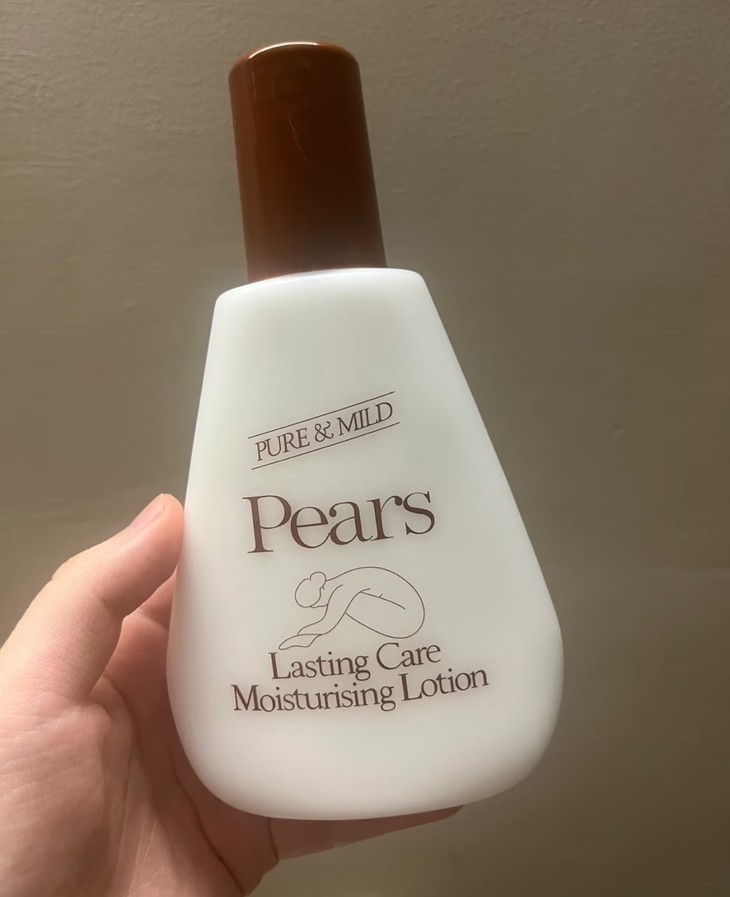 PURE & MILD
Pears
Lasting Care
Moisturising Lotion